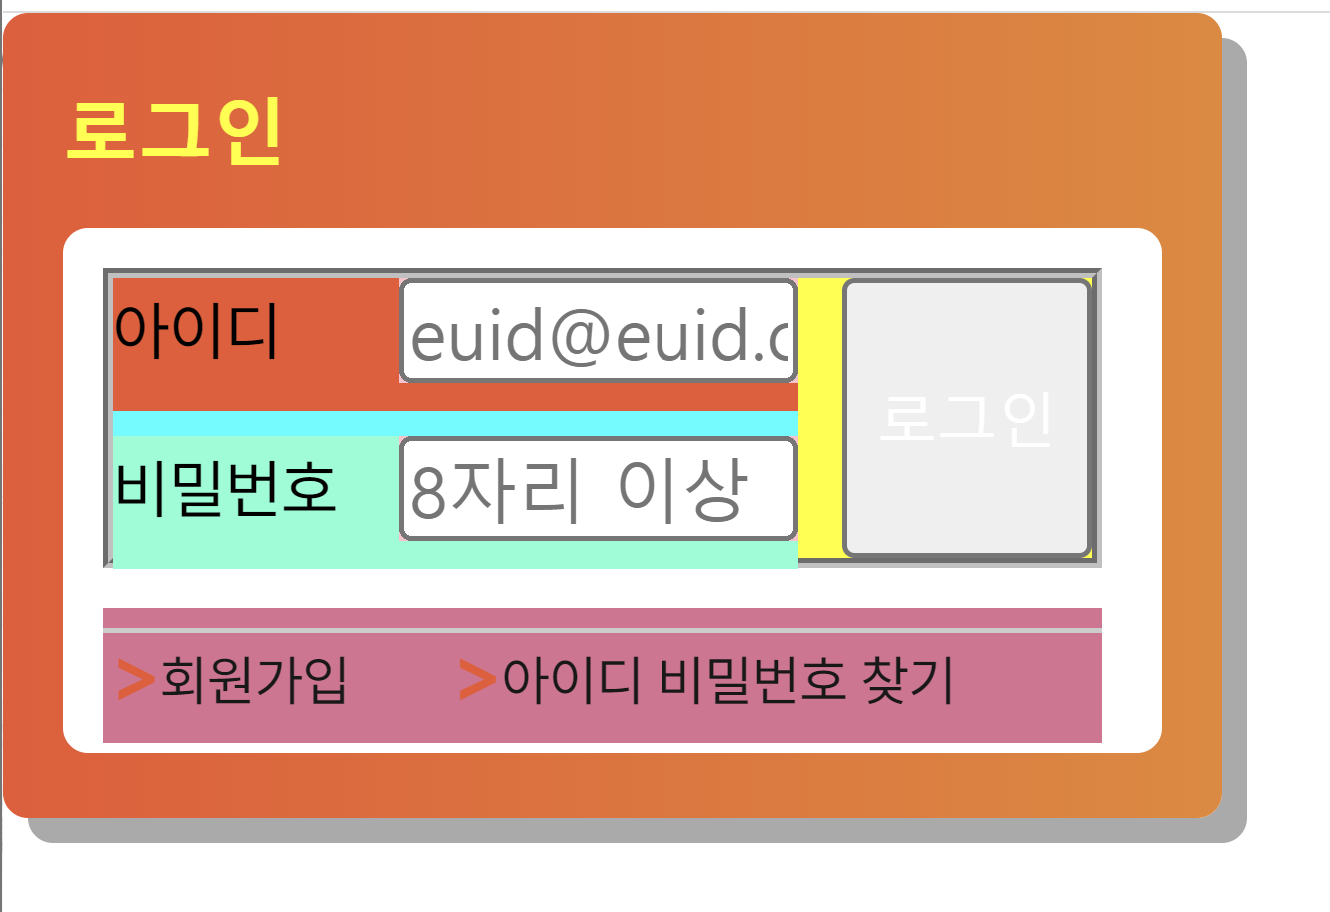 로그인
아이디 euid@euid.c 로그인
비밀번호 8자리 이상
>회원가입 >아이디 비밀번호 찾기